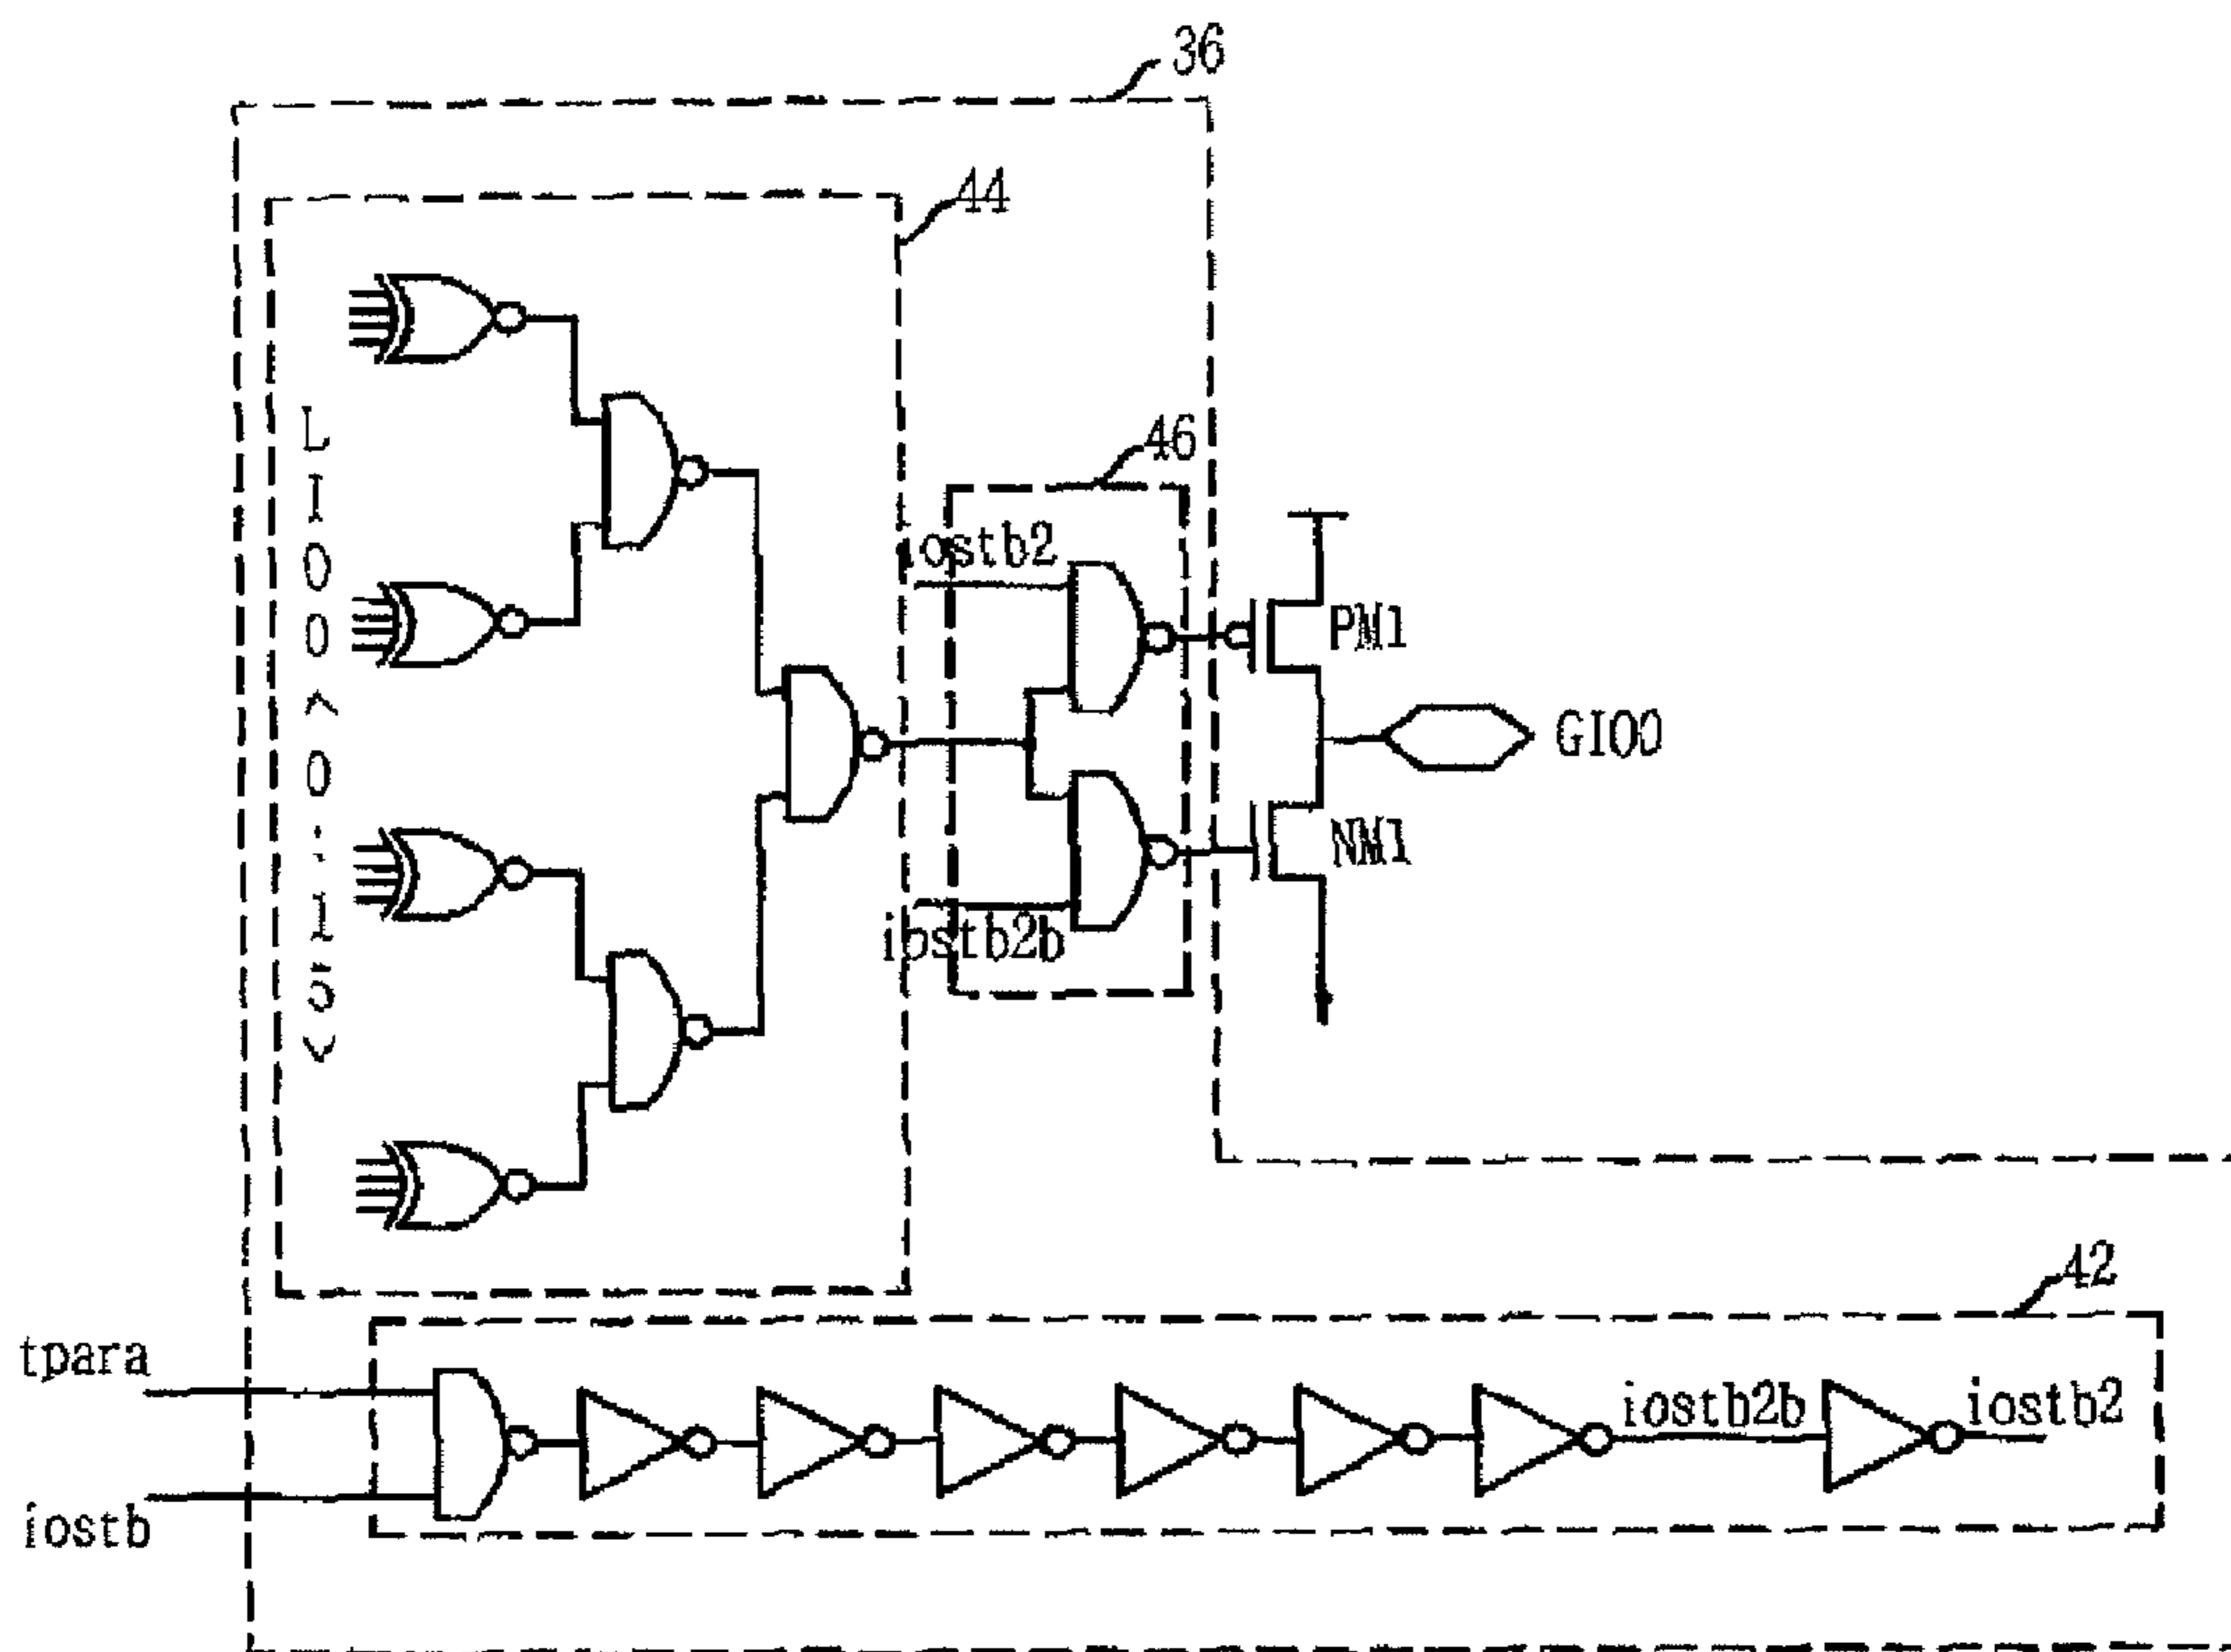 36
44
LIO0<0:15>
46
iostb2
PM1
GIO0
NM1
iostb2b
42
tpara
iostb2b
iostb2
iostb